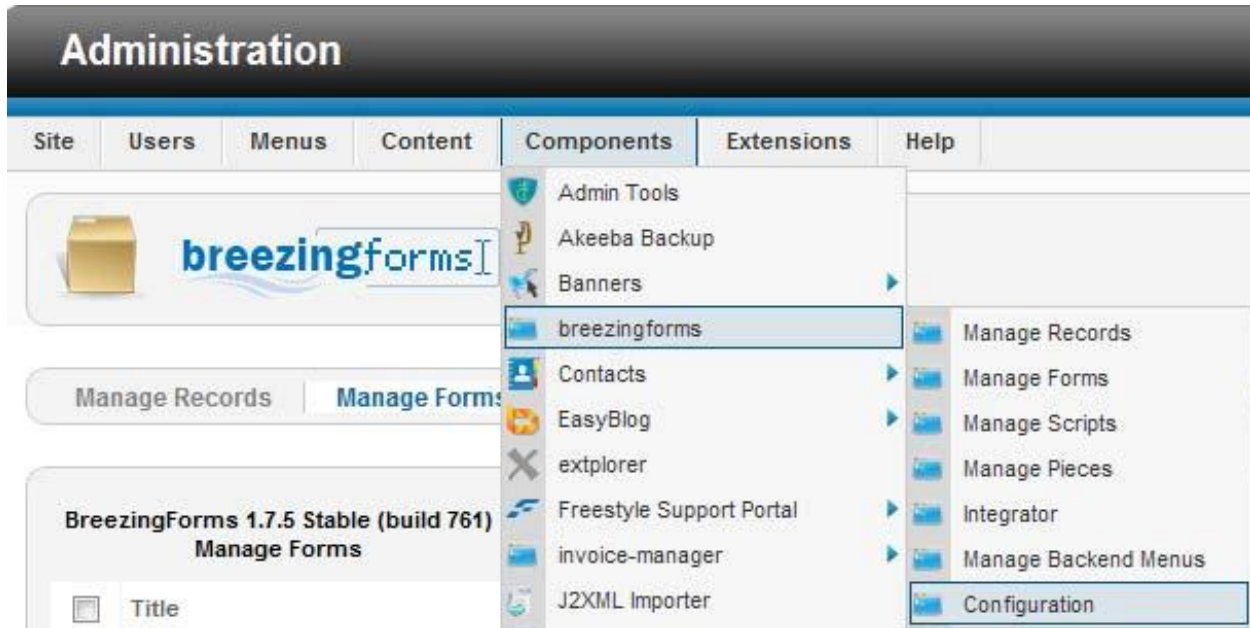 Administration
Site Users Menus Content Components Extensions Help
breezingforms
Manage Records Manage Forms
BreezingForms 1.7.5 Stable (build 761)
Manage Forms
Title
Admin Tools
Akeeba Backup
Banners
breezingforms
Contacts
EasyBlog
extplorer
Freestyle Support Portal
invoice-manager
J2XML Importer
Manage Records
Manage Forms
Manage Scripts
Manage Pieces
Integrator
Manage Backend Menus
Configuration